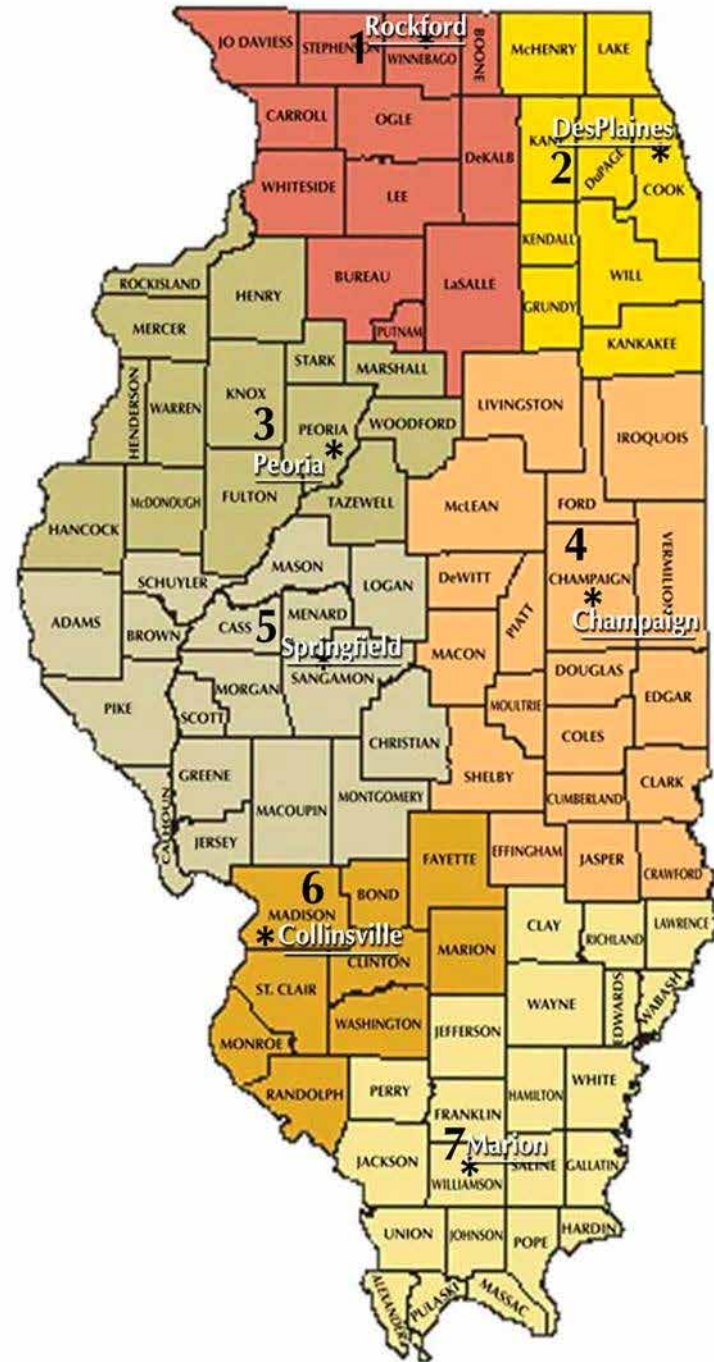 Rockford
JO DAVIESS
STEPHENSON
1
WINNEBAGO
BOONE
McHENRY
LAKE
CARROLL
OGLE
DeKALB
KANE
DesPlaines
2
DuPAGE
COOK
WHITESIDE
LEE
KENDALL
BUREAU
LaSALLE
WILL
ROCKISLAND
HENRY
GRUNDY
PUTNAM
MERCER
KANKAKEE
STARK
MARSHALL
HENDERSON
WARREN
KNOX
LIVINGSTON
3
PEORIA
WOODFORD
IROQUOIS
Peoria
HANCOCK
McDONOUGH
FULTON
TAZEWELL
McLEAN
FORD
4
VERMILION
MASON
SCHUYLER
LOGAN
DeWITT
CHAMPAIGN
ADAMS
BROWN
CASS
5
MENARD
PIATT
Champaign
Springfield
MACON
SANGAMON
DOUGLAS
EDGAR
PIKE
MORGAN
SCOTT
MOULTRIE
CHRISTIAN
COLES
GREENE
SHELBY
CLARK
CALHOUN
MACOUPIN
MONTGOMERY
CUMBERLAND
JERSEY
FAYETTE
EFFINGHAM
JASPER
CRAWFORD
6
BOND
MADISON
CLAY
RICHLAND
LAWRENCE
Collinsville
MARION
CLINTON
ST. CLAIR
WAYNE
EDWARDS
WABASH
WASHINGTON
JEFFERSON
MONROE
RANDOLPH
PERRY
HAMILTON
WHITE
FRANKLIN
7
Marion
JACKSON
WILLIAMSON
SALINE
GALLATIN
UNION
JOHNSON
POPE
HARDIN
ALEXANDER
PULASKI
MASSAC